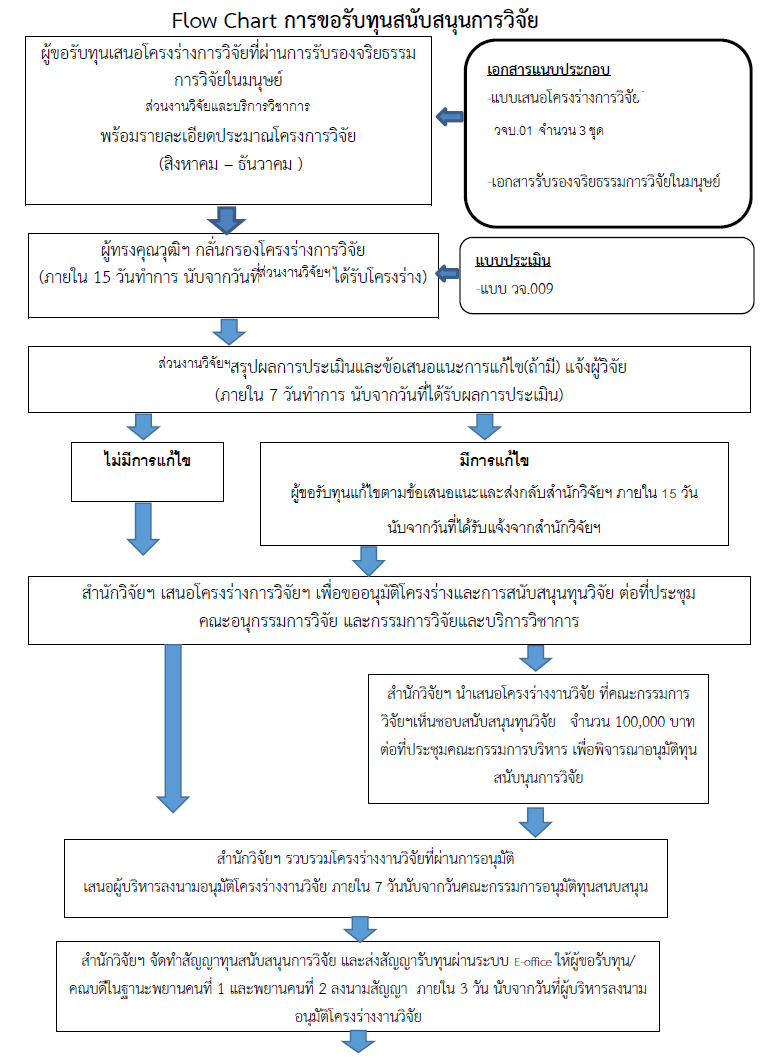 Flow Chart การขอรับทุนสนับสนุนการวิจัย
ผู้ขอรับทุนเสนอโครงร่างการวิจัยที่ผ่านการรับรองจริยธรรม
การวิจัยในมนุษย์
ส่วนงานวิจัยและบริการวิชาการ
พร้อมรายละเอียดประมาณโครงการวิจัย
(สิงหาคม – ธันวาคม )
เอกสารแนบประกอบ
-แบบเสนอโครงร่างการวิจัย
วจบ.01 จำนวน 3 ชุด
-เอกสารรับรองจริยธรรมการวิจัยในมนุษย์
ผู้ทรงคุณวุฒิฯ กลั่นกรองโครงร่างการวิจัย
(ภายใน 15 วันทำการ นับจากวันที่ส่วนงานวิจัยฯ ได้รับโครงร่าง)
แบบประเมิน
-แบบ วจ.009
ส่วนงานวิจัยฯสรุปผลการประเมินและข้อเสนอแนะการแก้ไข(ถ้ามี) แจ้งผู้วิจัย
(ภายใน 7 วันทำการ นับจากวันที่ได้รับผลการประเมิน)
ไม่มีการแก้ไข
มีการแก้ไข
ผู้ขอรับทุนแก้ไขตามข้อเสนอแนะและส่งกลับสำนักวิจัยฯ ภายใน 15 วัน
นับจากวันที่ได้รับแจ้งจากสำนักวิจัยฯ
สำนักวิจัยฯ เสนอโครงร่างการวิจัยฯ เพื่อขออนุมัติโครงร่างและการสนับสนุนทุนวิจัย ต่อที่ประชุม
คณะอนุกรรมการวิจัย และกรรมการวิจัยและบริการวิชาการ
สำนักวิจัยฯ นำเสนอโครงร่างงานวิจัย ที่คณะกรรมการ
วิจัยฯเห็นชอบสนับสนุนทุนวิจัย จำนวน 100,000 บาท
ต่อที่ประชุมคณะกรรมการบริหาร เพื่อพิจารณาอนุมัติทุน
สนับนุนการวิจัย
สำนักวิจัยฯ รวบรวมโครงร่างงานวิจัยที่ผ่านการอนุมัติ
เสนอผู้บริหารลงนามอนุมัติโครงร่างงานวิจัย ภายใน 7 วันนับจากวันคณะกรรมการอนุมัติทุนสนบสนุน
สำนักวิจัยฯ จัดทำสัญญาทุนสนับสนุนการวิจัย และส่งสัญญารับทุนผ่านระบบ E-office ให้ผู้ขอรับทุน/
คณบดีในฐานะพยานคนที่ 1 และพยานคนที่ 2 ลงนามสัญญา ภายใน 3 วัน นับจากวันที่ผู้บริหารลงนาม
อนุมัติโครงร่างงานวิจัย